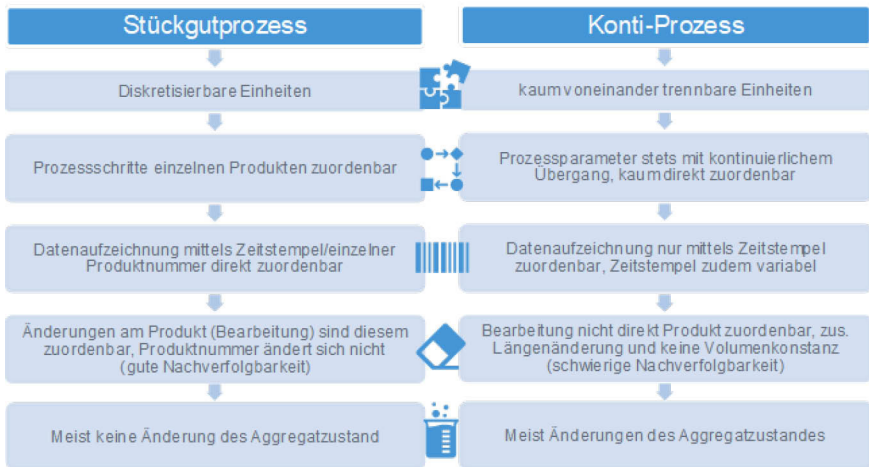 Stückgutprozess
Diskretisierbare Einheiten
Prozessschritte einzelnen Produkten zuordenbar
Datenaufzeichnung mittels Zeitstempel/einzelner
Produktnummer direkt zuordenbar
Änderungen am Produkt (Bearbeitung) sind diesem
zuordenbar, Produktnummer ändert sich nicht
(gute Nachverfolgbarkeit)
Meist keine Änderung des Aggregatzustand
Konti-Prozess
kaum voneinander trennbare Einheiten
Prozessparameter stets mit kontinuierlichem
Übergang, kaum direkt zuordenbar
Datenaufzeichnung nur mittels Zeitstempel
zuordenbar, Zeitstempel zudem variabel
Bearbeitung nicht direkt Produkt zuordenbar, zus.
Längenänderung und keine Volumenkonstanz
(schwierige Nachverfolgbarkeit)
Meist Änderungen des Aggregatzustandes